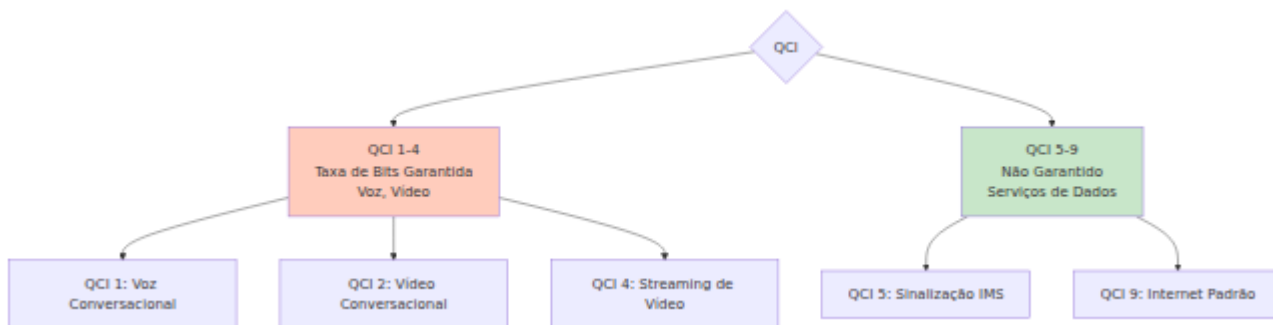 QCI
QCI 1-4
Taxa de Bits Garantida
Voz, Vídeo
QCI 5-9
Não Garantido
Serviços de Dados
QCI 1: Voz
Conversacional
QCI 2: Vídeo
Conversacional
QCI 4: Streaming de
Vídeo
QCI 5: Sinalização IMS
QCI 9: Internet Padrão